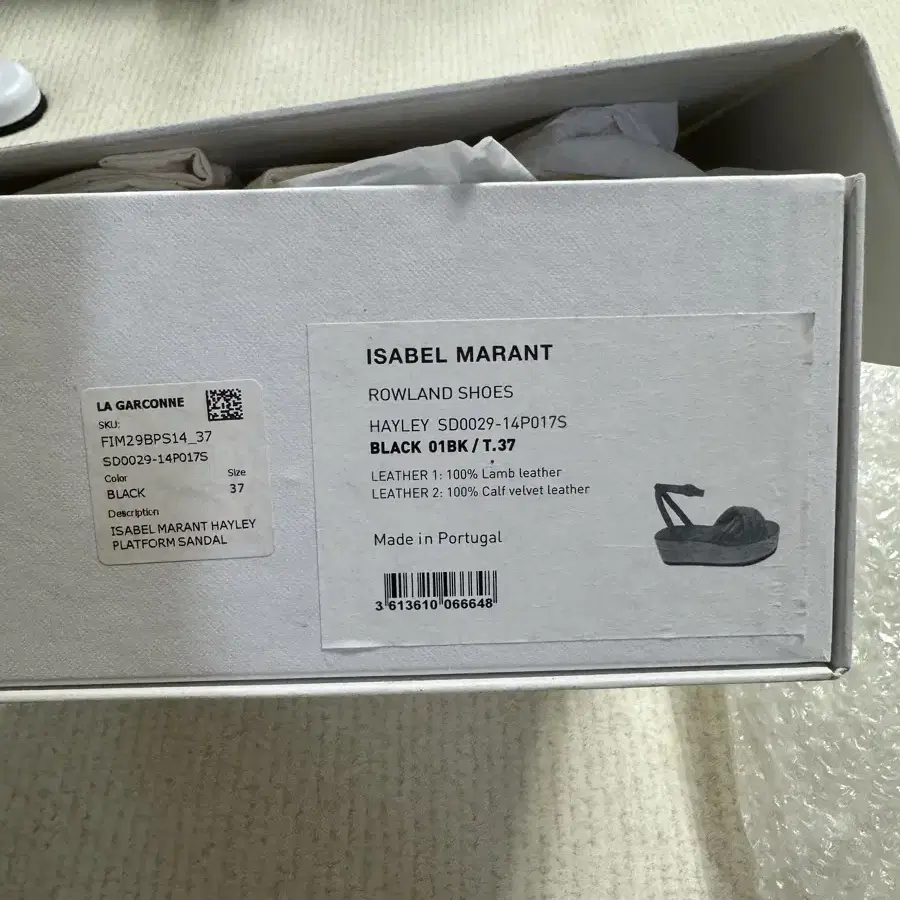 LA GARCONNE
SKU:
FIM29BPS14_37
SD0029-14P017S
Color
Size
BLACK
37
Description
ISABEL MARANT HAYLEY
PLATFORM SANDAL
ISABEL MARANT
ROWLAND SHOES
HAYLEY SD0029-14P017S
BLACK 01BK / T.37
LEATHER 1: 100% Lamb leather
LEATHER 2: 100% Calf velvet leather
Made in Portugal
3 613610 066648